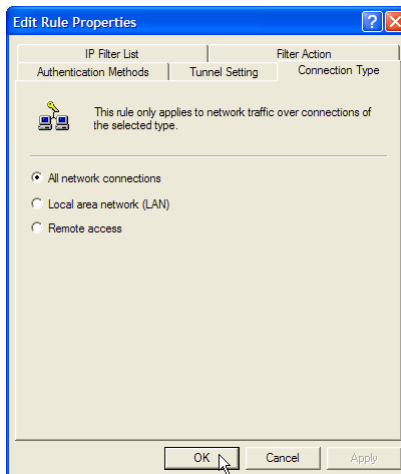 Edit Rule Properties
IP Filter List
Filter Action
Authentication Methods
Tunnel Setting
Connection Type
This rule only applies to network traffic over connections of
the selected type.
All network connections
Local area network (LAN)
Remote access
OK
Cancel
Apply